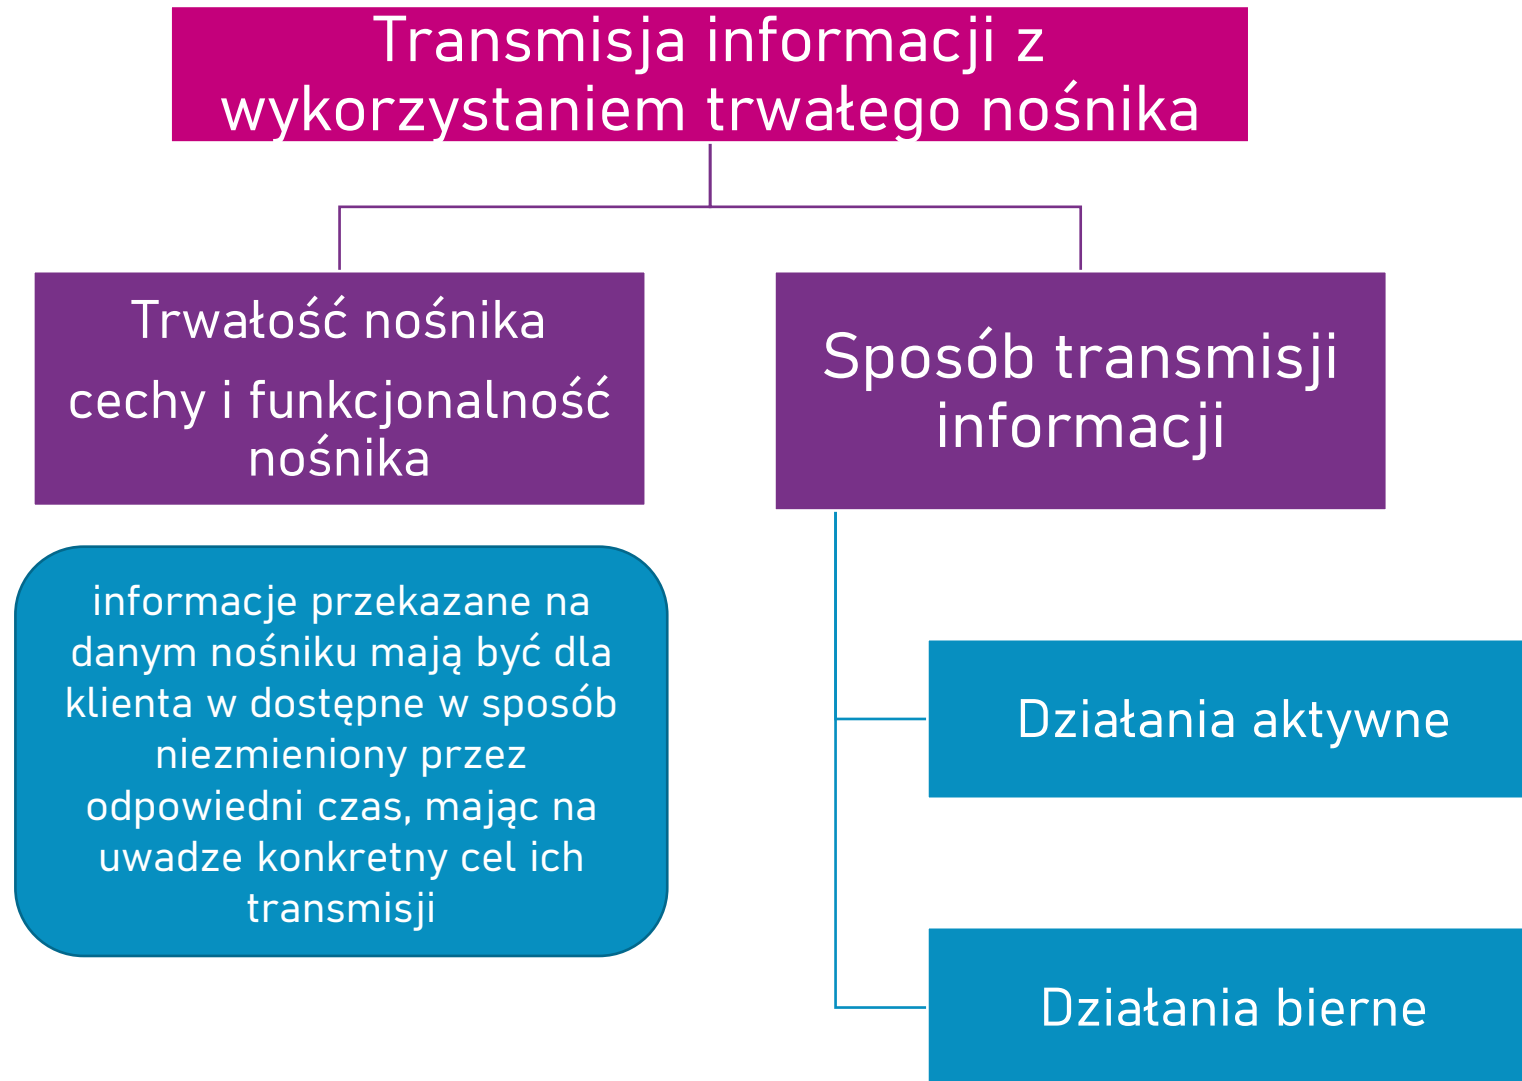 Transmisja informacji z
wykorzystaniem trwałego nośnika
Trwałość nośnika
cechy i funkcjonalność
nośnika
informacje przekazane na
danym nośniku mają być dla
klienta w dostępne w sposób
niezmieniony przez
odpowiedni czas, mając na
uwadze konkretny cel ich
transmisji
Sposób transmisji
informacji
Działania aktywne
Działania bierne